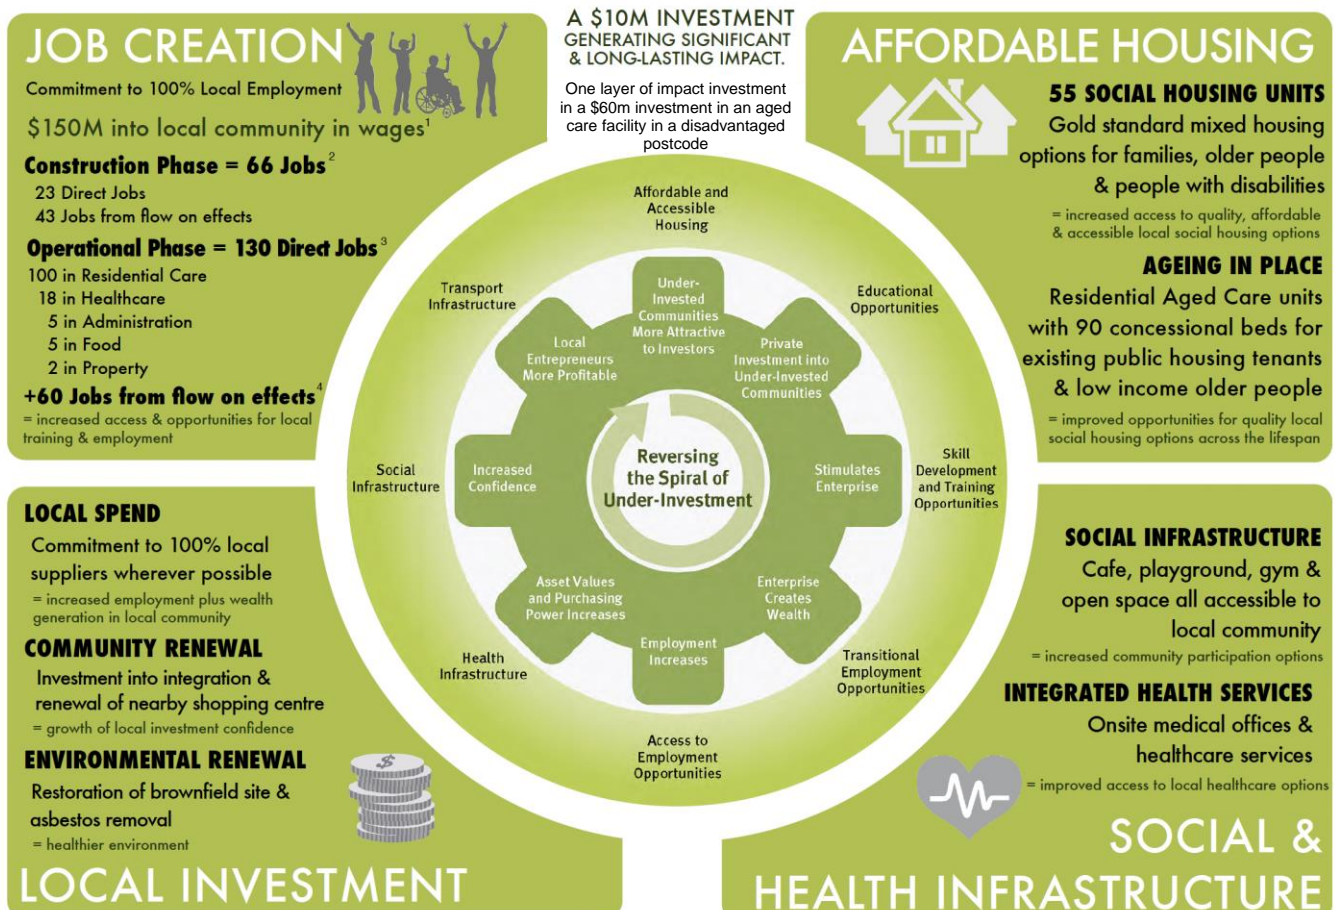 JOB CREATION
Commitment to 100% Local Employment
$150M into local community in wages¹
Construction Phase = 66 Jobs²
23 Direct Jobs
43 Jobs from flow on effects
Operational Phase = 130 Direct Jobs³
100 in Residential Care
18 in Healthcare
5 in Administration
5 in Food
2 in Property
+60 Jobs from flow on effects⁴
= increased access & opportunities for local
training & employment
A $10M INVESTMENT
GENERATING SIGNIFICANT
& LONG-LASTING IMPACT.
One layer of impact investment
in a $60m investment in an aged
care facility in a disadvantaged
postcode
AFFORDABLE HOUSING
55 SOCIAL HOUSING UNITS
Gold standard mixed housing
options for families, older people
& people with disabilities
= increased access to quality, affordable
& accessible local social housing options
AGEING IN PLACE
Residential Aged Care units
with 90 concessional beds for
existing public housing tenants
& low income older people
= improved opportunities for quality local
social housing options across the lifespan
Affordable and
Accessible
Housing
Educational
Opportunities
Skill
Development
and Training
Opportunities
Transitional
Employment
Opportunities
Access to
Employment
Opportunities
Health
Infrastructure
Social
Infrastructure
Transport
Infrastructure
Under-
Invested
Communities
More Attractive
to Investors
Private
Investment into
Under-Invested
Communities
Stimulates
Enterprise
Enterprise
Creates
Wealth
Employment
Increases
Asset Values
and Purchasing
Power Increases
Increased
Confidence
Local
Entrepreneurs
More Profitable
Reversing
the Spiral of
Under-Investment
LOCAL SPEND
Commitment to 100% local
suppliers wherever possible
= increased employment plus wealth
generation in local community
COMMUNITY RENEWAL
Investment into integration &
renewal of nearby shopping centre
= growth of local investment confidence
ENVIRONMENTAL RENEWAL
Restoration of brownfield site &
asbestos removal
= healthier environment
$
LOCAL INVESTMENT
SOCIAL INFRASTRUCTURE
Cafe, playground, gym &
open space all accessible to
local community
= increased community participation options
INTEGRATED HEALTH SERVICES
Onsite medical offices &
healthcare services
= improved access to local healthcare options
SOCIAL &
HEALTH INFRASTRUCTURE